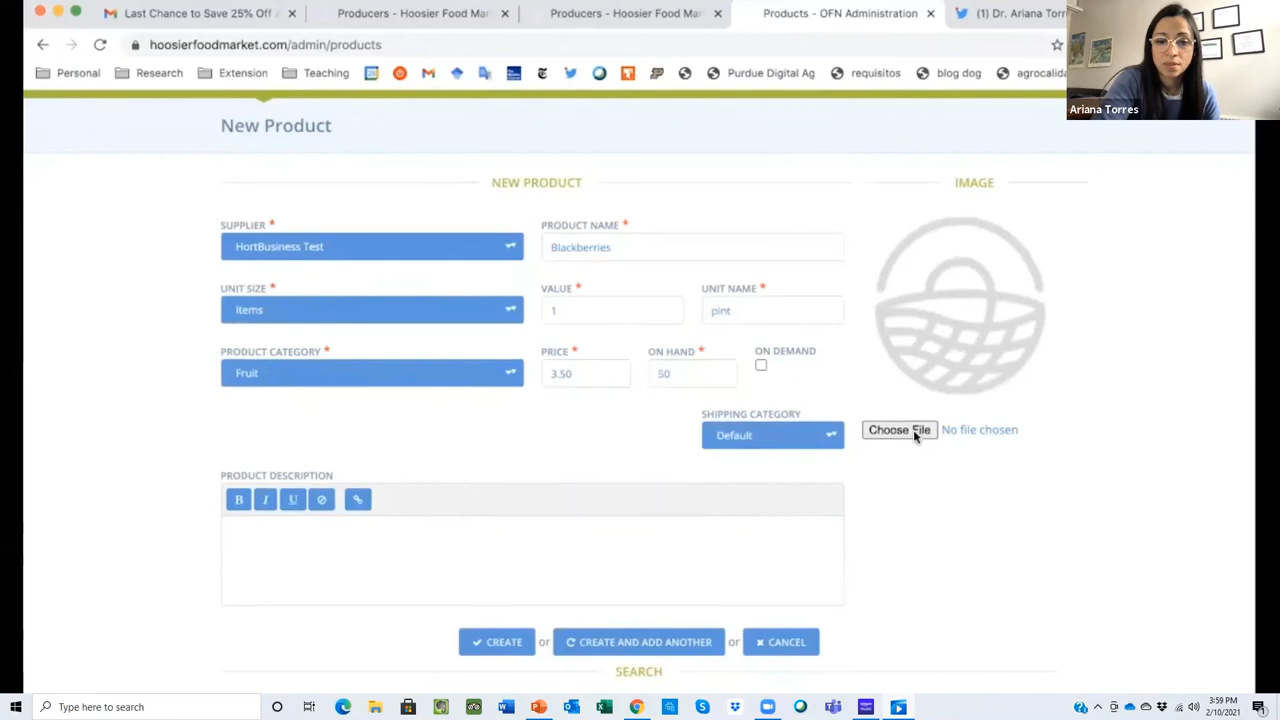 Last Chance to Save 25% Off A
Producers - Hoosier Food Mar
Producers - Hoosier Food Mar
Products - OFN Administration
(1) Dr. Ariana Torr
hoosierfoodmarket.com/admin/products
Personal
Research
Extension
Teaching
Purdue Digital Ag
requisitos
blog dog
agrocalida
Ariana Torres
New Product
NEW PRODUCT
IMAGE
SUPPLIER *
PRODUCT NAME *
HortBusiness Test
Blackberries
UNIT SIZE *
VALUE *
UNIT NAME *
Items
1
pint
PRODUCT CATEGORY *
PRICE *
ON HAND *
ON DEMAND
Fruit
3.50
50
SHIPPING CATEGORY
Default
Choose File
No file chosen
PRODUCT DESCRIPTION
B I U
CREATE or CREATE AND ADD ANOTHER or CANCEL
SEARCH
Type here to search
3:59 PM
2/10/2021